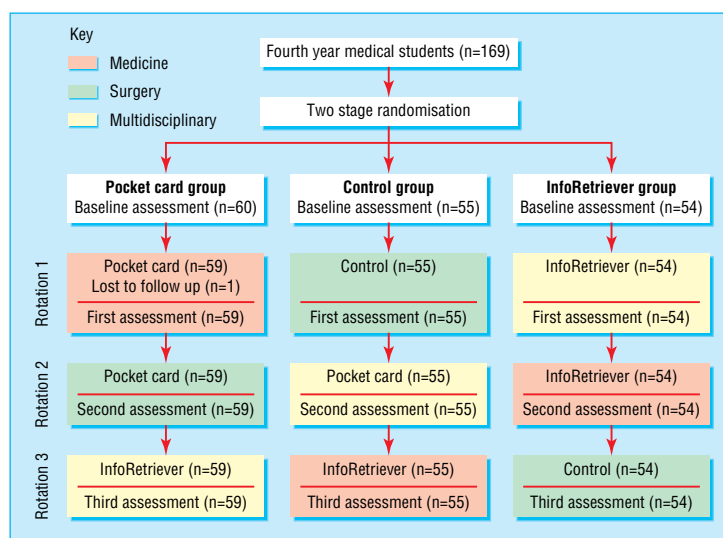 Key
Medicine
Surgery
Multidisciplinary
Fourth year medical students (n=169)
Two stage randomisation
Pocket card group
Baseline assessment (n=60)
Control group
Baseline assessment (n=55)
InfoRetriever group
Baseline assessment (n=54)
Rotation 1
Pocket card (n=59)
Lost to follow up (n=1)
First assessment (n=59)
Control (n=55)
First assessment (n=55)
InfoRetriever (n=54)
First assessment (n=54)
Rotation 2
Pocket card (n=59)
Second assessment (n=59)
Pocket card (n=55)
Second assessment (n=55)
InfoRetriever (n=54)
Second assessment (n=54)
Rotation 3
InfoRetriever (n=59)
Third assessment (n=59)
InfoRetriever (n=55)
Third assessment (n=55)
Control (n=54)
Third assessment (n=54)